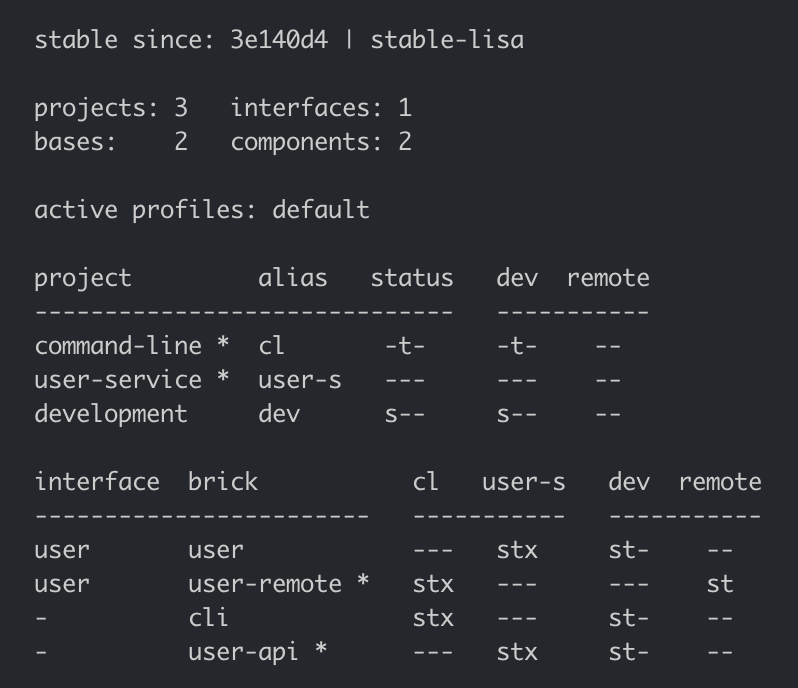 stable since: 3e140d4 | stable-lisa
projects: 3   interfaces: 1
bases:    2   components: 2
active profiles: default
project         alias   status   dev  remote
------------------------------   -----------
command-line *  cl       -t-     -t-    --
user-service *  user-s   ---     ---    --
development     dev      s--     s--    --
interface  brick           cl   user-s   dev  remote
------------------------   -----------   -----------
user       user            ---   stx     st-    --
user       user-remote *   stx   ---     ---    st
-          cli             stx   ---     st-    --
-          user-api *      ---   stx     st-    --